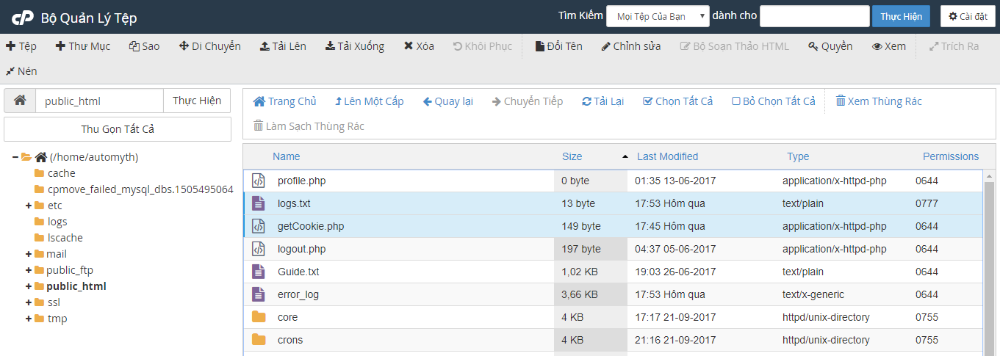 cP Bộ Quản Lý Tệp Tìm Kiếm Mọi Tệp Của Bạn dành cho Thực Hiện Cài đặt
Tệp Thư Mục Sao Di Chuyển Tải Lên Tải Xuống Xóa Khôi Phục Đổi Tên Chỉnh sửa Bộ Soạn Thảo HTML Quyền Xem Trích Ra
Nén
public_html Thực Hiện
Thu Gọn Tất Cả
(/home/automyth)
cache
cpmove_failed_mysql_dbs.1505495064
etc
logs
lscache
mail
public_ftp
public_html
ssl
tmp
Trang Chủ Lên Một Cấp Quay lại Chuyển Tiếp Tải Lại Chọn Tất Cả Bỏ Chọn Tất Cả Xem Thùng Rác
Làm Sạch Thùng Rác
Name Size Last Modified Type Permissions
profile.php 0 byte 01:35 13-06-2017 application/x-httpd-php 0644
logs.txt 13 byte 17:53 Hôm qua text/plain 0777
getCookie.php 149 byte 17:45 Hôm qua application/x-httpd-php 0644
logout.php 197 byte 04:37 05-06-2017 application/x-httpd-php 0644
Guide.txt 1,02 KB 19:03 26-06-2017 text/plain 0644
error_log 3,66 KB 17:53 Hôm qua text/x-generic 0644
core 4 KB 17:17 21-09-2017 httpd/unix-directory 0755
crons 4 KB 21:16 21-09-2017 httpd/unix-directory 0755